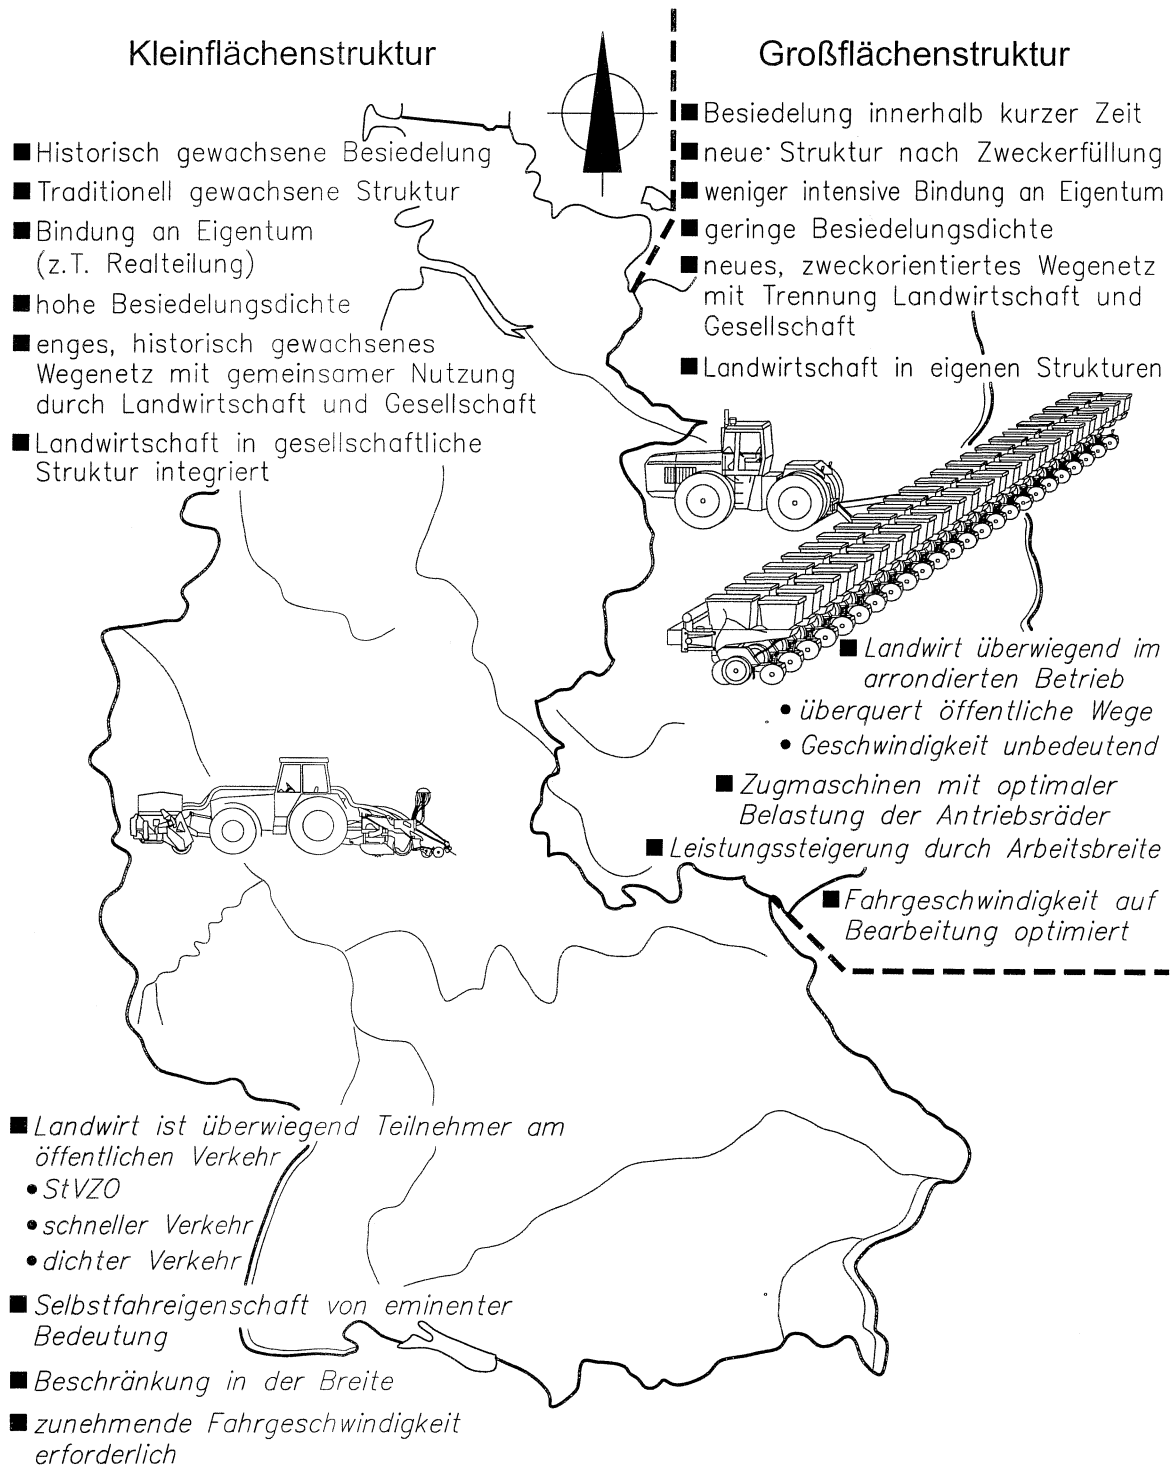 Kleinflächenstruktur
■ Historisch gewachsene Besiedelung
■ Traditionell gewachsene Struktur
■ Bindung an Eigentum
(z.T. Realteilung)
■ hohe Besiedelungsdichte
■ enges, historisch gewachsenes
Wegenetz mit gemeinsamer Nutzung
durch Landwirtschaft und Gesellschaft
■ Landwirtschaft in gesellschaftliche
Struktur integriert
Großflächenstruktur
■ Besiedelung innerhalb kurzer Zeit
■ neue Struktur nach Zweckerfüllung
■ weniger intensive Bindung an Eigentum
■ geringe Besiedelungsdichte
■ neues, zweckorientiertes Wegenetz
mit Trennung Landwirtschaft und
Gesellschaft
■ Landwirtschaft in eigenen Strukturen
■ Landwirt überwiegend im
arrondierten Betrieb
• überquert öffentliche Wege
• Geschwindigkeit unbedeutend
■ Zugmaschinen mit optimaler
Belastung der Antriebsräder
■ Leistungssteigerung durch Arbeitsbreite
■ Fahrgeschwindigkeit auf
Bearbeitung optimiert
■ Landwirt ist überwiegend Teilnehmer am
öffentlichen Verkehr
• StVZO
• schneller Verkehr
• dichter Verkehr
■ Selbstfahreigenschaft von eminenter
Bedeutung
■ Beschränkung in der Breite
■ zunehmende Fahrgeschwindigkeit
erforderlich